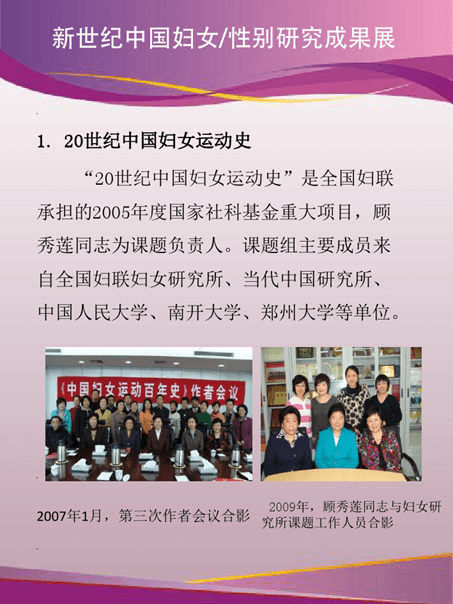 新世纪中国妇女/性别研究成果展
1. 20世纪中国妇女运动史
“20世纪中国妇女运动史”是全国妇联
承担的2005年度国家社科基金重大项目，顾
秀莲同志为课题负责人。课题组主要成员来
自全国妇联妇女研究所、当代中国研究所、
中国人民大学、南开大学、郑州大学等单位。
《中国妇女运动百年史》作者会议
2007年1月，第三次作者会议合影
2009年，顾秀莲同志与妇女研
究所课题工作人员合影